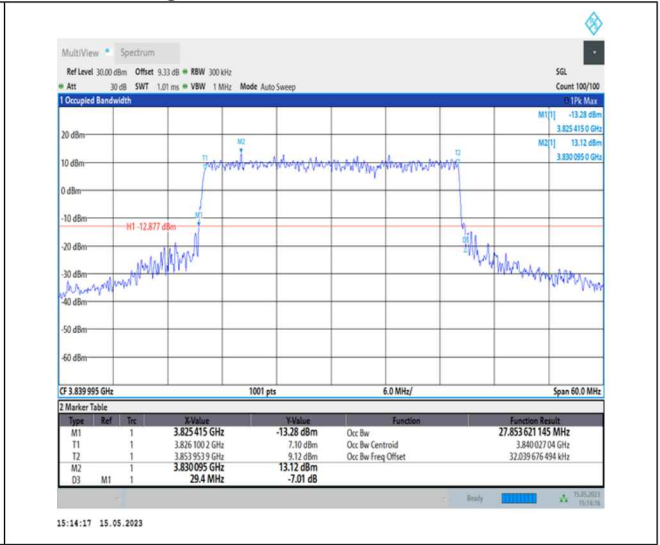 MultiView Spectrum
Ref Level 30.00 dBm Offset 9.33 dB RBW 300 kHz SGL
Att 30 dB SWT 1.01 ms VBW 1 MHz Mode Auto Sweep Count 100/100
1 Occupied Bandwidth 1Pk Max
M1[1] -13.28 dBm
3.825 415 0 GHz
20 dBm
M2[1] 13.12 dBm
3.830 095 0 GHz
M2
T1
T2
10 dBm
0 dBm
-10 dBm
M1
H1 -12.877 dBm
-20 dBm
-30 dBm
-40 dBm
-50 dBm
-60 dBm
CF 3.839 995 GHz 1001 pts 6.0 MHz/ Span 60.0 MHz
2 Marker Table
Type Ref Trc X-Value Y-Value Function Function Result
M1 1 3.825 415 GHz -13.28 dBm Occ Bw 27.853 621 145 MHz
T1 1 3.826 100 2 GHz 7.10 dBm Occ Bw Centroid 3.840 027 04 GHz
T2 1 3.853 953 9 GHz 9.12 dBm Occ Bw Freq Offset 32.039 676 494 kHz
M2 1 3.830 095 GHz 13.12 dBm
D3 M1 1 29.4 MHz -7.01 dB
Ready 15.05.2023
15:14:16
15:14:17 15.05.2023